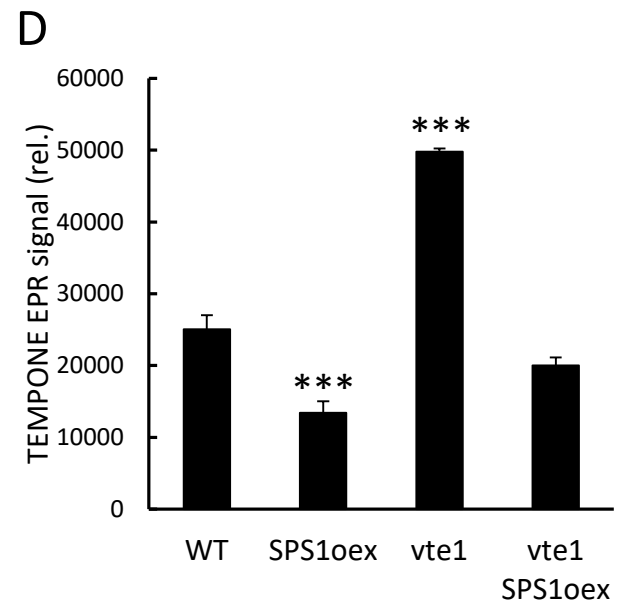 D
TEMPONE EPR signal (rel.)
60000
50000
40000
30000
20000
10000
0
***
***
WT
SPS1oex
vte1
vte1
SPS1oex